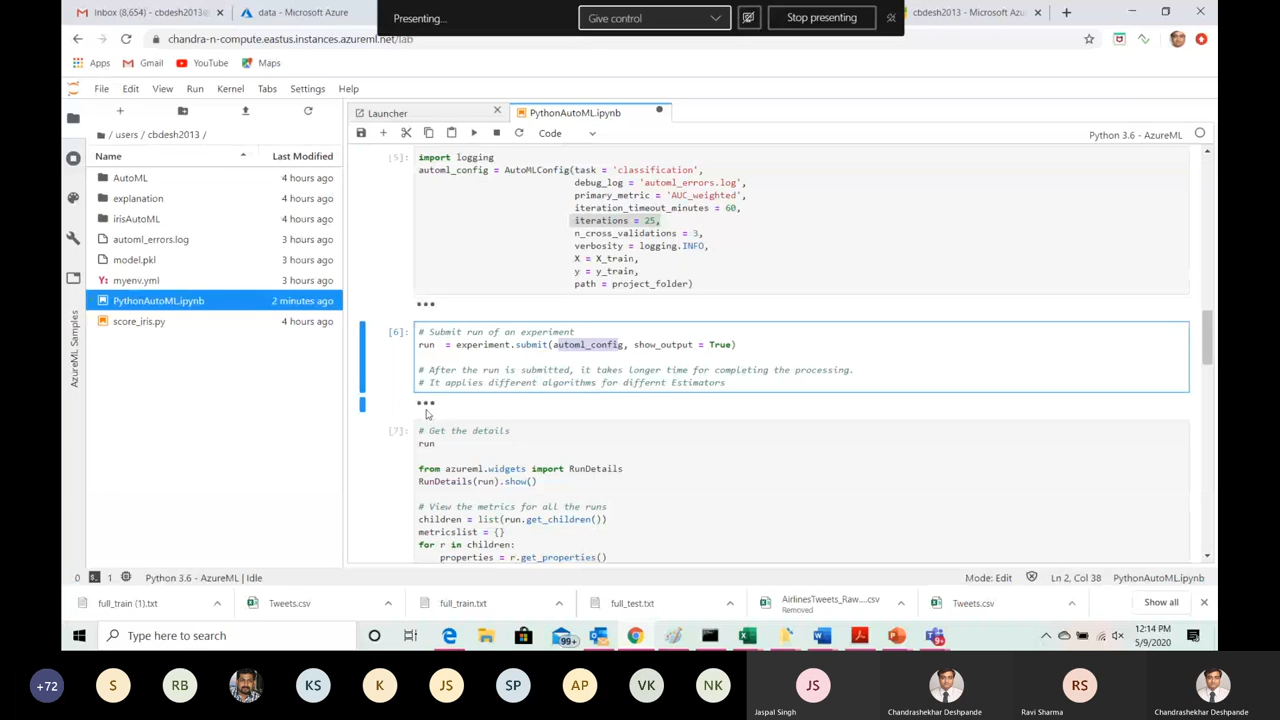 Inbox (8,654) - cbdesh2013@
data - Microsoft Azure
Presenting...
Give control
Stop presenting
cbdesh2013 - Microsoft Az
chandra-n-compute.eastus.instances.azureml.net/lab
Apps
Gmail
YouTube
Maps
File Edit View Run Kernel Tabs Settings Help
Launcher
PythonAutoML.ipynb
/ users / cbdesh2013 /
Code
Python 3.6 - AzureML
Name
Last Modified
AutoML 4 hours ago
explanation 4 hours ago
irisAutoML 4 hours ago
automl_errors.log 3 hours ago
model.pkl 3 hours ago
Y: myenv.yml 3 hours ago
PythonAutoML.ipynb 2 minutes ago
score_iris.py 4 hours ago
AzureML Samples
[5]: import logging
automl_config = AutoMLConfig(task = 'classification',
debug_log = 'automl_errors.log',
primary_metric = 'AUC_weighted',
iteration_timeout_minutes = 60,
iterations = 25,
n_cross_validations = 3,
verbosity = logging.INFO,
X = X_train,
y = y_train,
path = project_folder)
[6]: # Submit run of an experiment
run = experiment.submit(automl_config, show_output = True)
# After the run is submitted, it takes longer time for completing the processing.
# It applies different algorithms for differnt Estimators
[7]: # Get the details
run
from azureml.widgets import RunDetails
RunDetails(run).show()
# View the metrics for all the runs
children = list(run.get_children())
metricslist = {}
for r in children:
properties = r.get_properties()
0 1 Python 3.6 - AzureML | Idle
Mode: Edit
Ln 2, Col 38
PythonAutoML.ipynb
full_train (1).txt
Tweets.csv
full_train.txt
full_test.txt
AirlinesTweets_Raw....csv
Removed
Tweets.csv
Show all
Type here to search
99+
9+
12:14 PM
5/9/2020
+72
S
RB
KS
K
JS
SP
AP
VK
NK
JS
RS
Jaspal Singh
Chandrashekhar Deshpande
Ravi Sharma
Chandrashekhar Deshpande